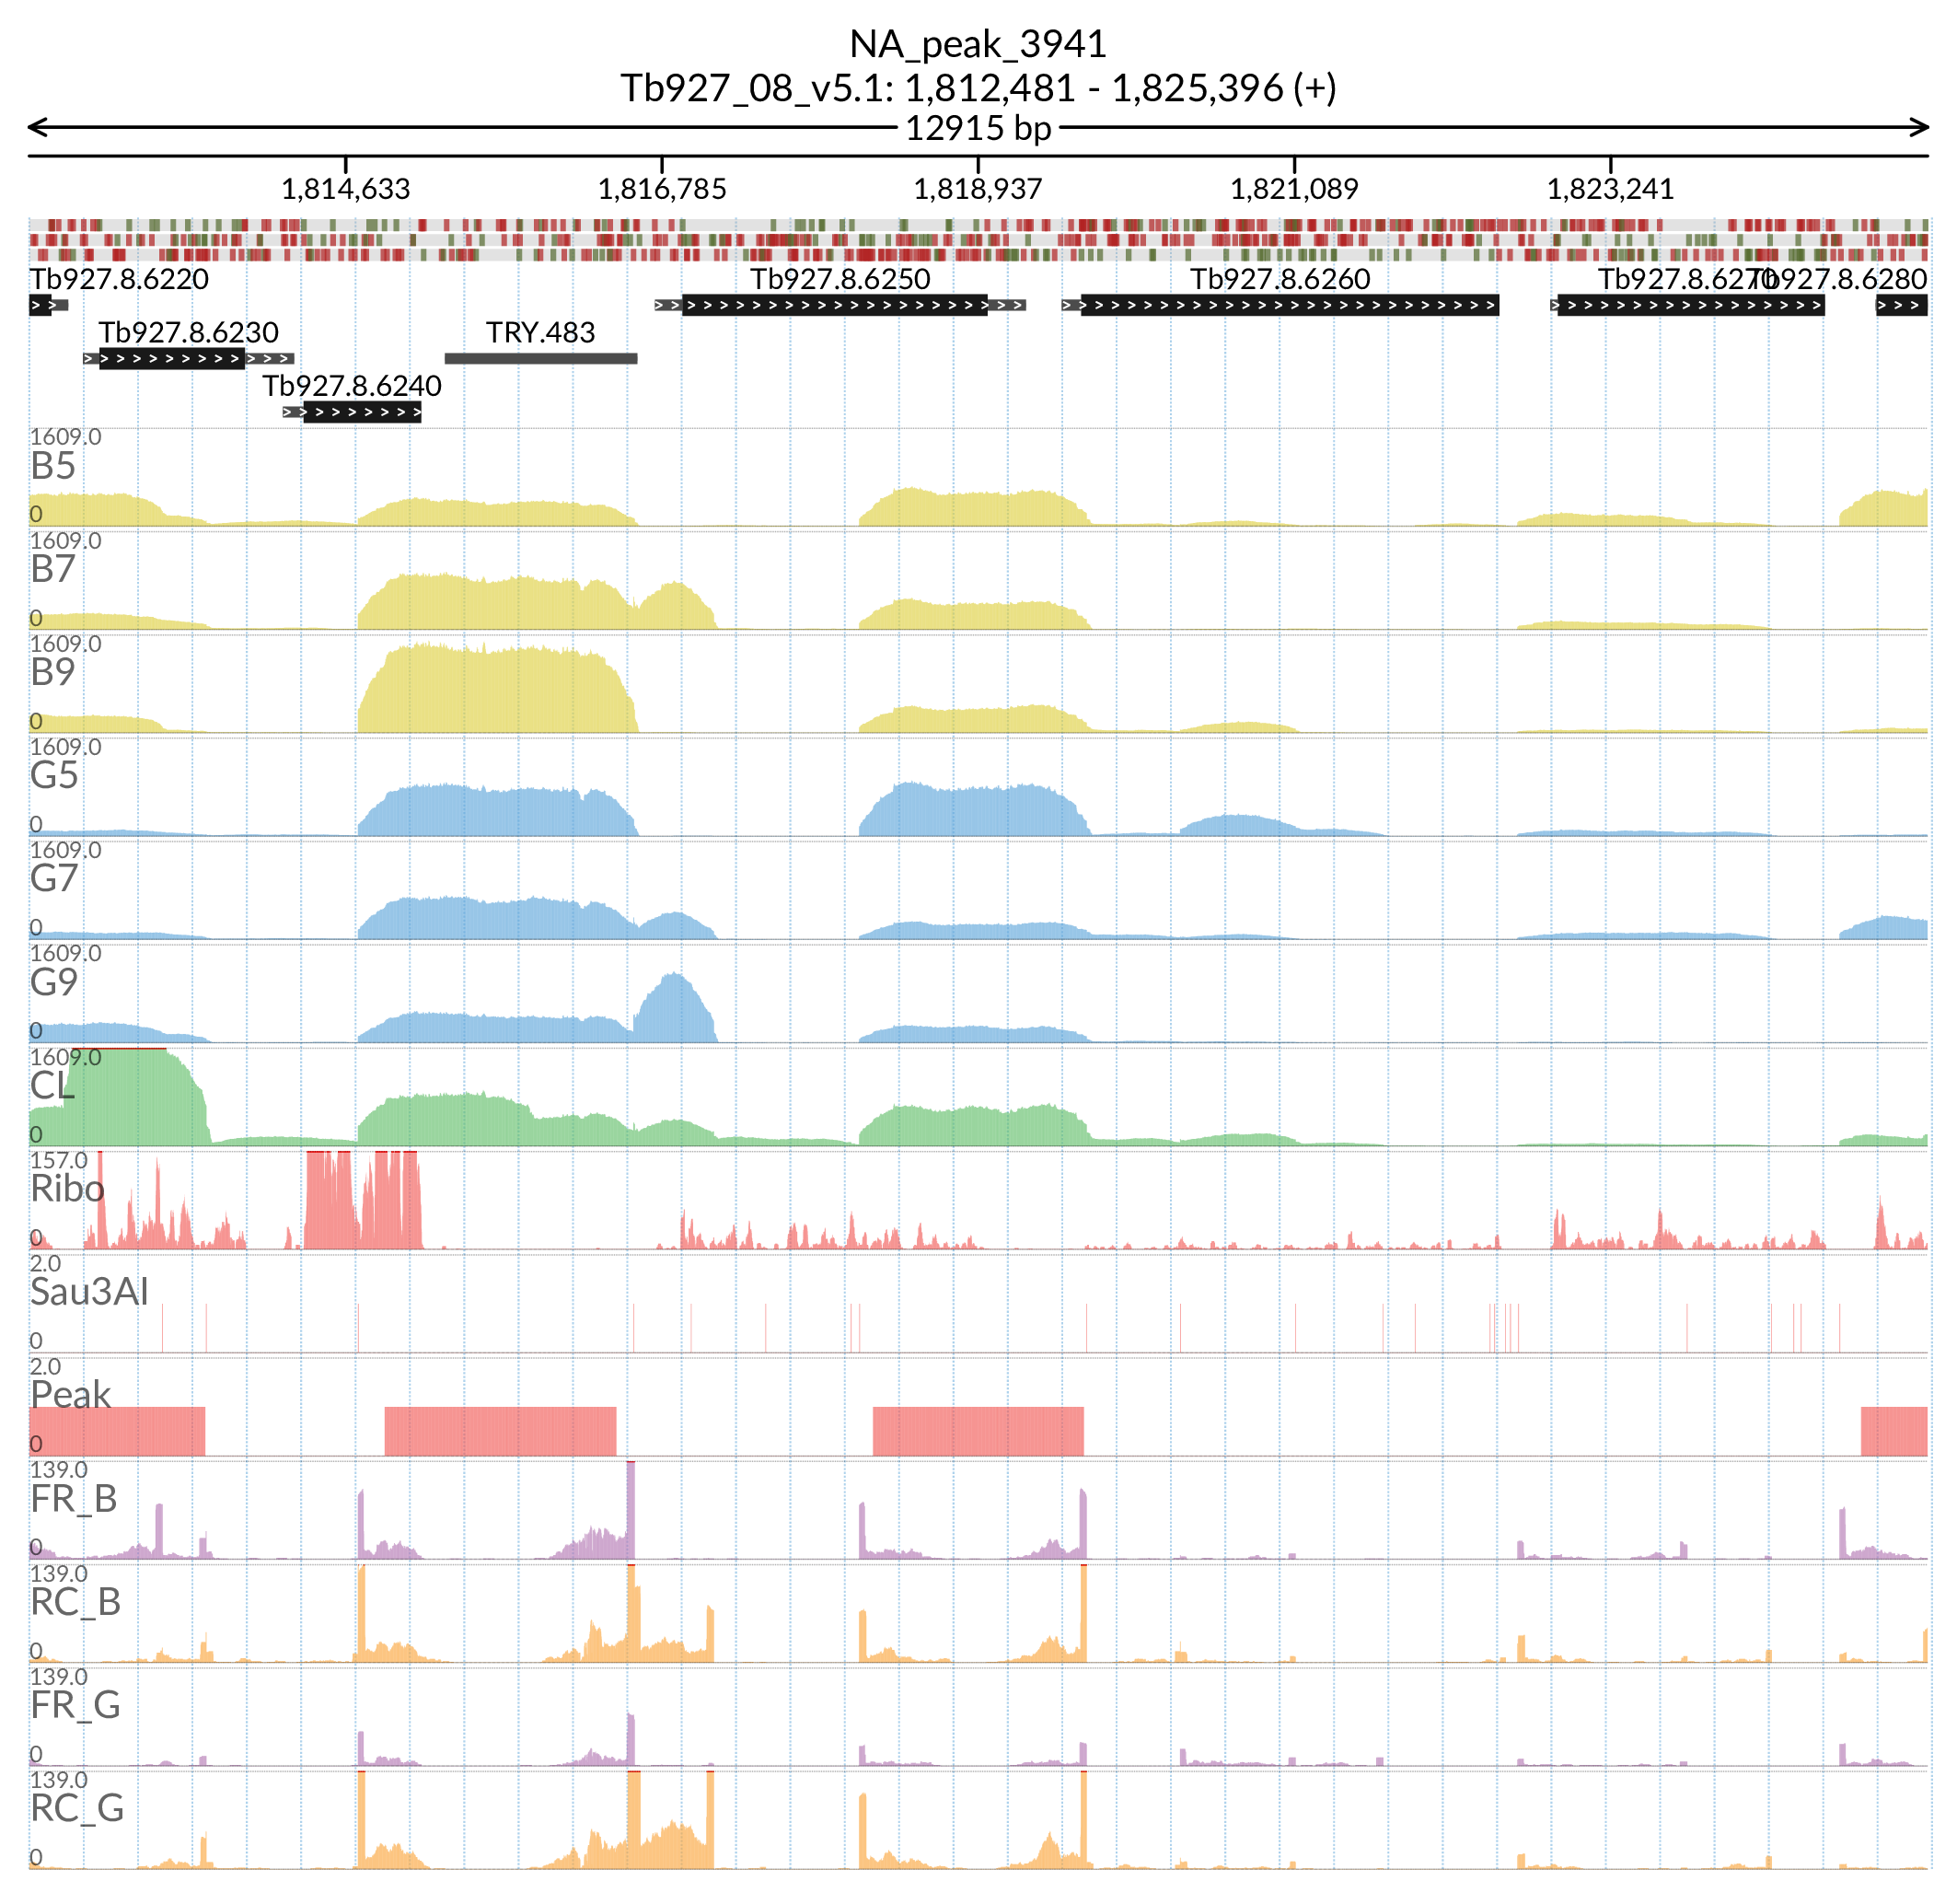 NA_peak_3941
Tb927_08_v5.1: 1,812,481 - 1,825,396 (+)
12915 bp
1,814,633 1,816,785 1,818,937 1,821,089 1,823,241
Tb927.8.6220 Tb927.8.6250 Tb927.8.6260 Tb927.8.6270 Tb927.8.6280
Tb927.8.6230 TRY.483
Tb927.8.6240
1609.0
B5
0
1609.0
B7
0
1609.0
B9
0
1609.0
G5
0
1609.0
G7
0
1609.0
G9
0
1609.0
CL
0
157.0
Ribo
0
2.0
Sau3AI
0
2.0
Peak
0
139.0
FR_B
0
139.0
RC_B
0
139.0
FR_G
0
139.0
RC_G
0